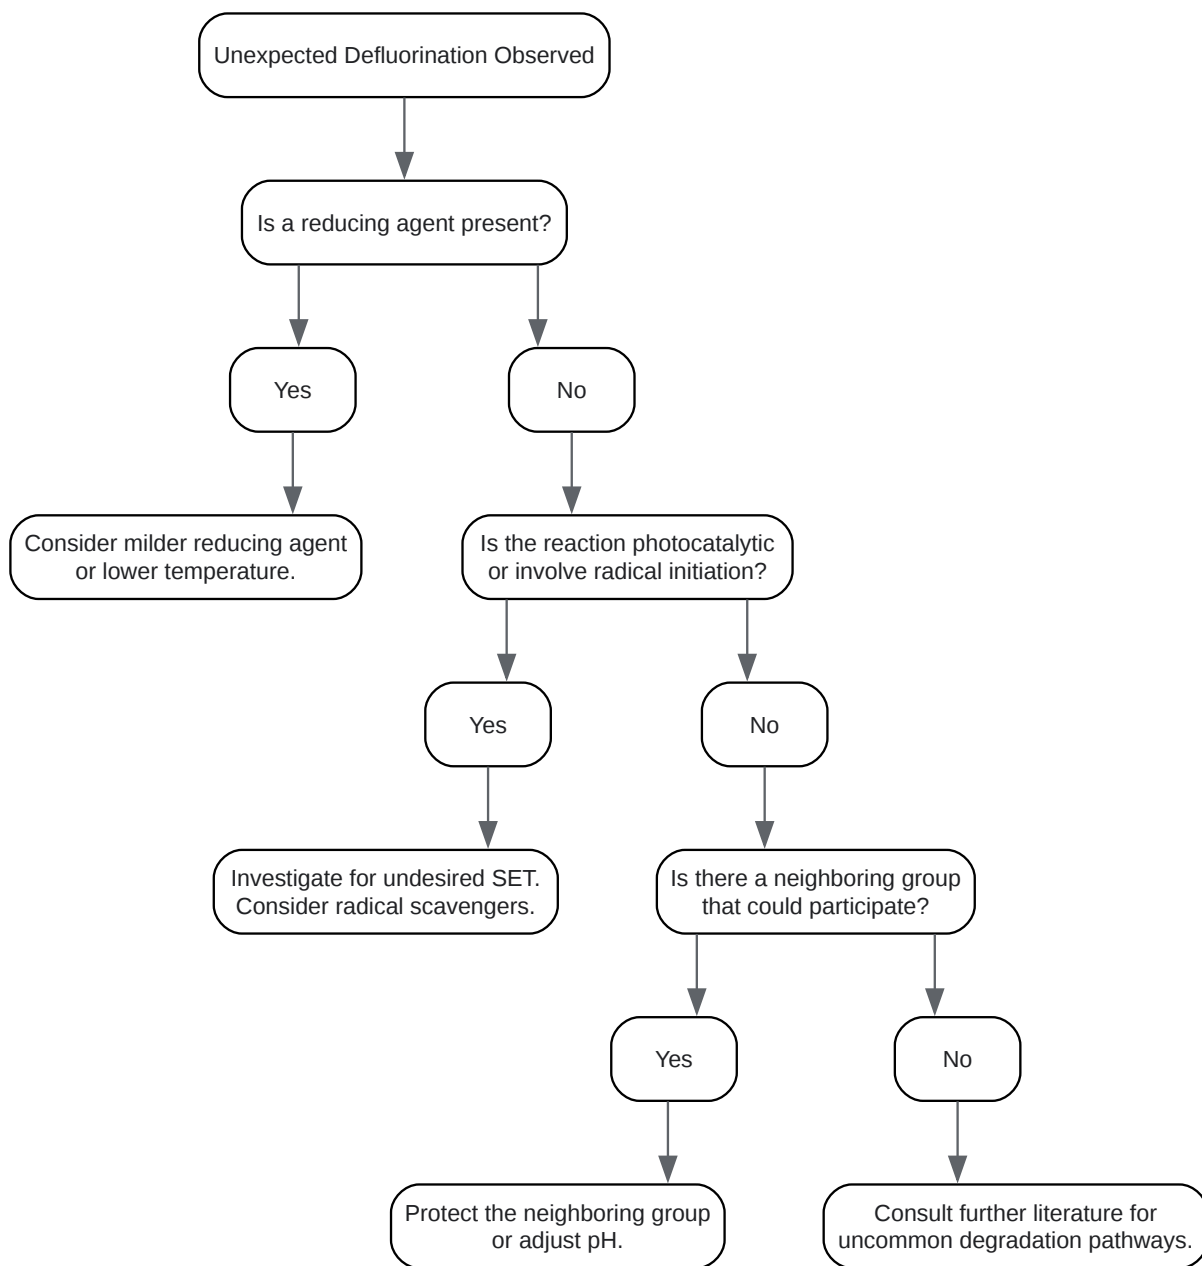 Unexpected Defluorination Observed
Is a reducing agent present?
Yes
No
Consider milder reducing agent
or lower temperature.
Is the reaction photocatalytic
or involve radical initiation?
Yes
No
Investigate for undesired SET.
Consider radical scavengers.
Is there a neighboring group
that could participate?
Yes
No
Protect the neighboring group
or adjust pH.
Consult further literature for
uncommon degradation pathways.